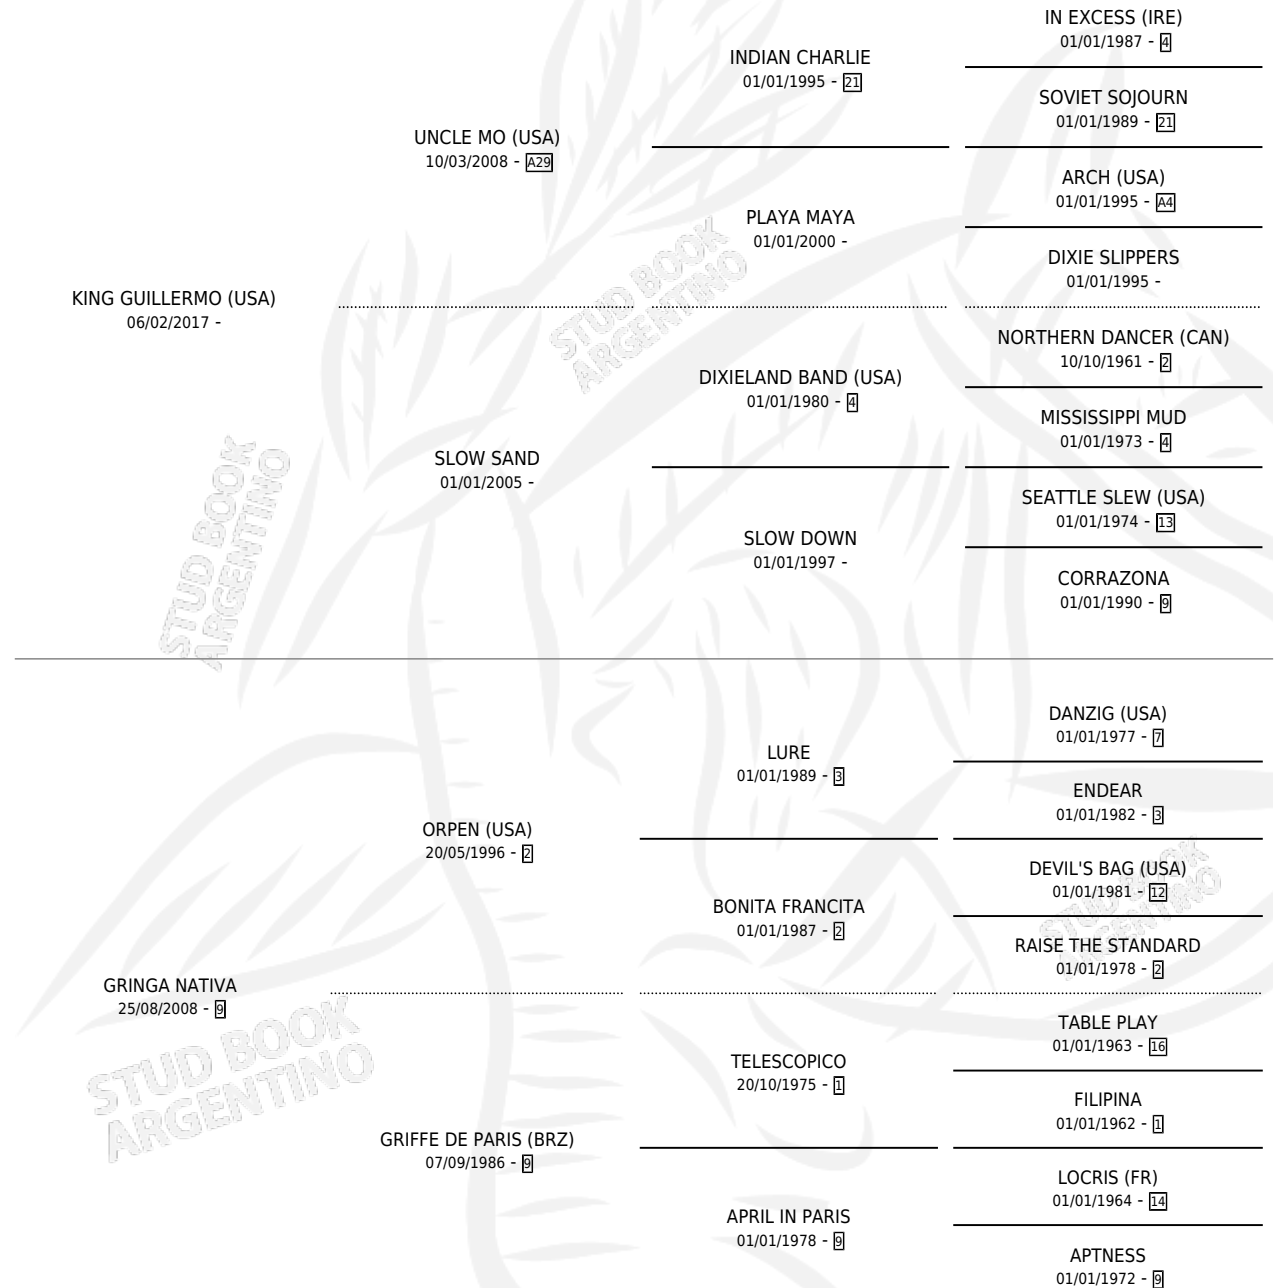 IN EXCESS (IRE)
01/01/1987 - 4
INDIAN CHARLIE
01/01/1995 - 21
SOVIET SOJOURN
01/01/1989 - 21
UNCLE MO (USA)
10/03/2008 - A29
ARCH (USA)
01/01/1995 - A4
PLAYA MAYA
01/01/2000 -
DIXIE SLIPPERS
01/01/1995 -
KING GUILLERMO (USA)
06/02/2017 -
NORTHERN DANCER (CAN)
10/10/1961 - 2
DIXIELAND BAND (USA)
01/01/1980 - 4
MISSISSIPPI MUD
01/01/1973 - 4
SLOW SAND
01/01/2005 -
SEATTLE SLEW (USA)
01/01/1974 - 13
SLOW DOWN
01/01/1997 -
CORRAZONA
01/01/1990 - 9
DANZIG (USA)
01/01/1977 - 7
LURE
01/01/1989 - 3
ENDEAR
01/01/1982 - 3
ORPEN (USA)
20/05/1996 - 2
DEVIL'S BAG (USA)
01/01/1981 - 12
BONITA FRANCITA
01/01/1987 - 2
RAISE THE STANDARD
01/01/1978 - 2
GRINGA NATIVA
25/08/2008 - 9
TABLE PLAY
01/01/1963 - 16
TELESCOPICO
20/10/1975 - 1
FILIPINA
01/01/1962 - 1
GRIFFE DE PARIS (BRZ)
07/09/1986 - 9
LOCRIS (FR)
01/01/1964 - 14
APRIL IN PARIS
01/01/1978 - 9
APTNESS
01/01/1972 - 9
STUD BOOK
ARGENTINO
STUD BOOK
ARGENTINO
STUD BOOK
ARGENTINO
STUD BOOK
ARGENTINO